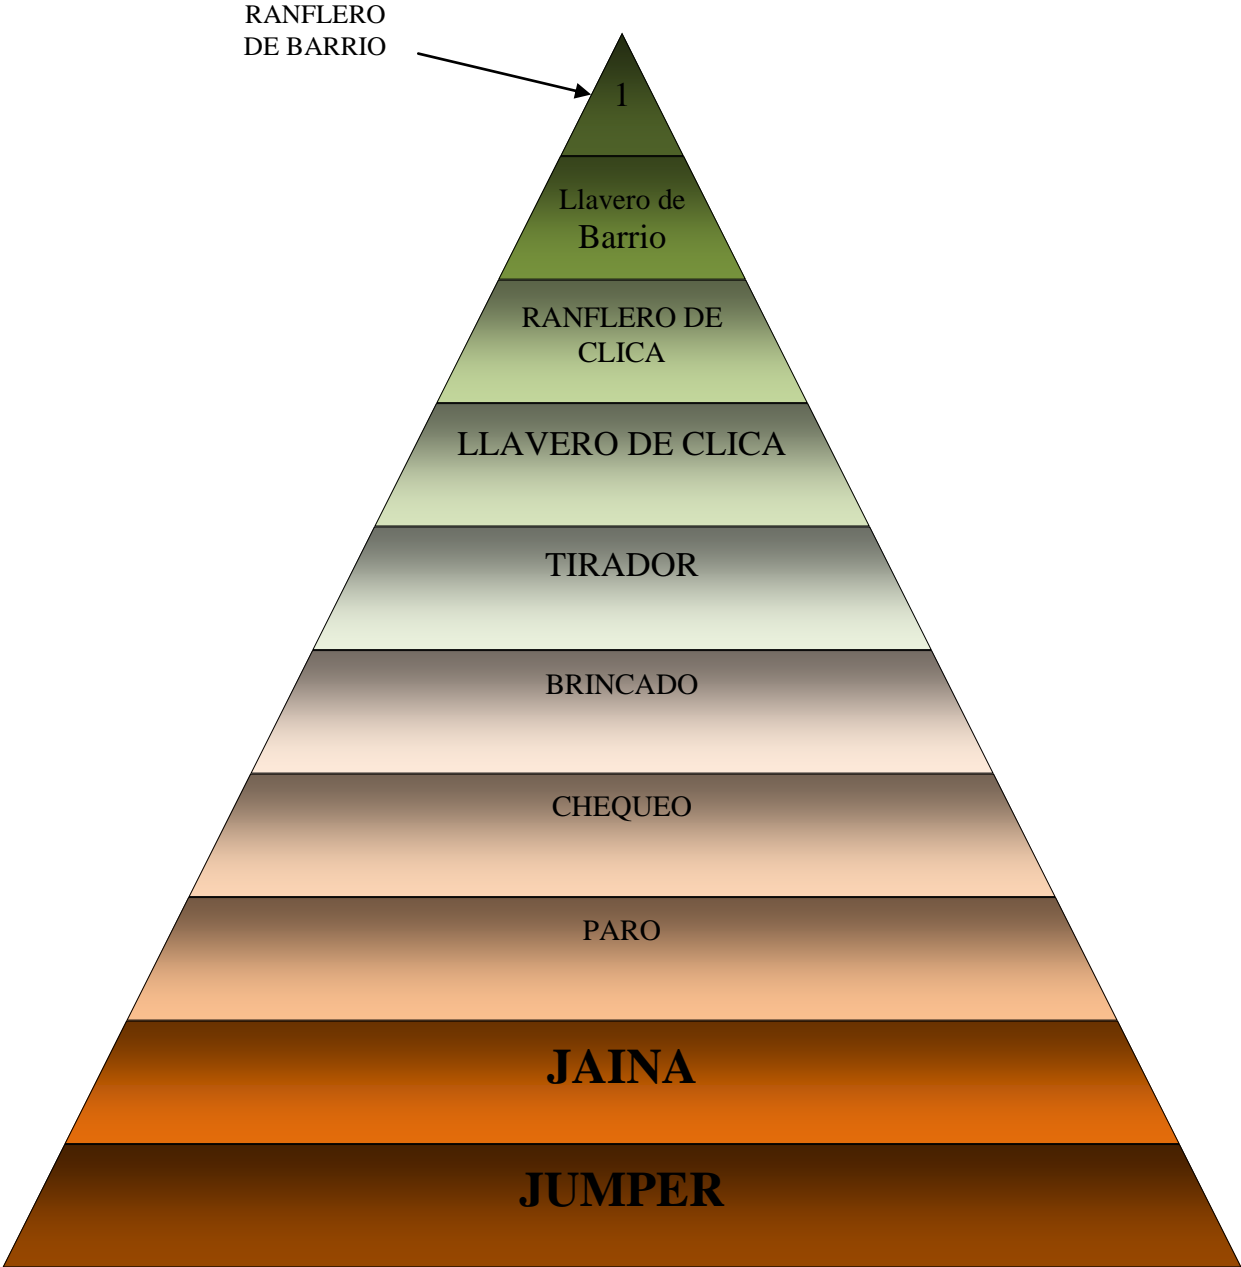 RANFLERO
DE BARRIO
1
Llavero de
Barrio
RANFLERO DE
CLICA
LLAVERO DE CLICA
TIRADOR
BRINCADO
CHEQUEO
PARO
JAINA
JUMPER